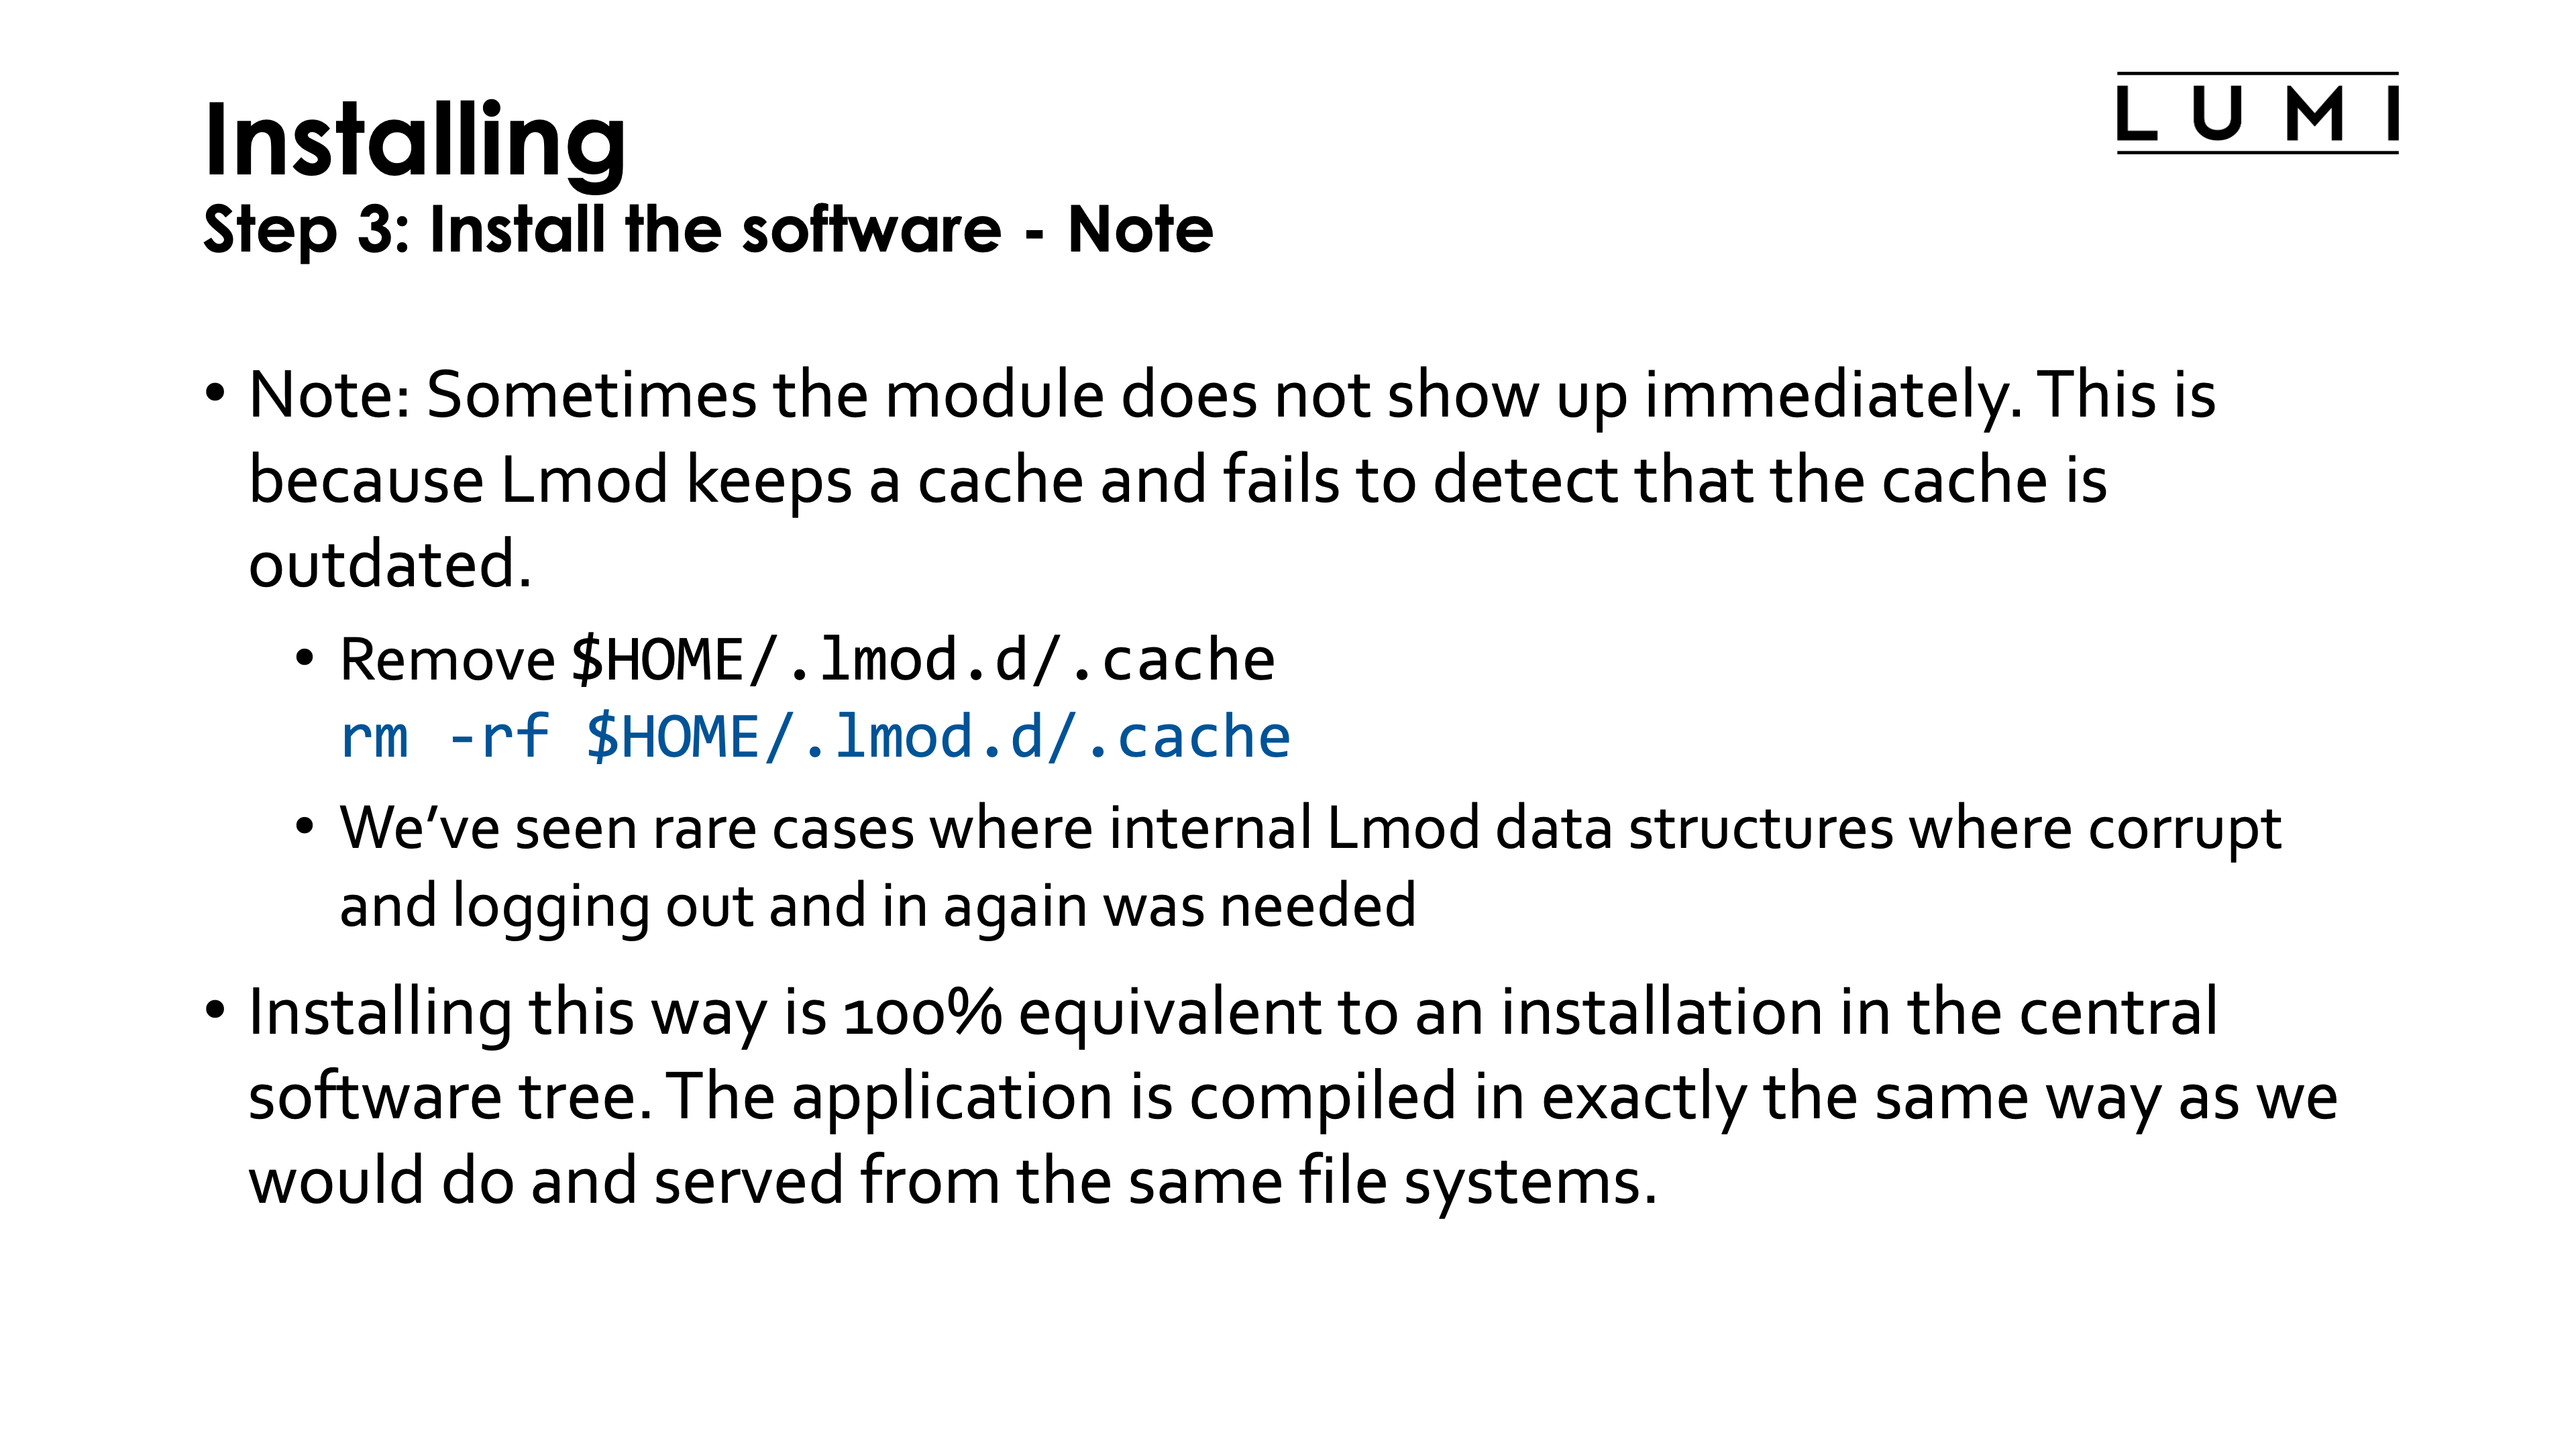 LUMI
Installing
Step 3: Install the software - Note
• Note: Sometimes the module does not show up immediately. This is
because Lmod keeps a cache and fails to detect that the cache is
outdated.
• Remove $HOME/.lmod.d/.cache
rm -rf $HOME/.lmod.d/.cache
• We’ve seen rare cases where internal Lmod data structures where corrupt
and logging out and in again was needed
• Installing this way is 100% equivalent to an installation in the central
software tree. The application is compiled in exactly the same way as we
would do and served from the same file systems.